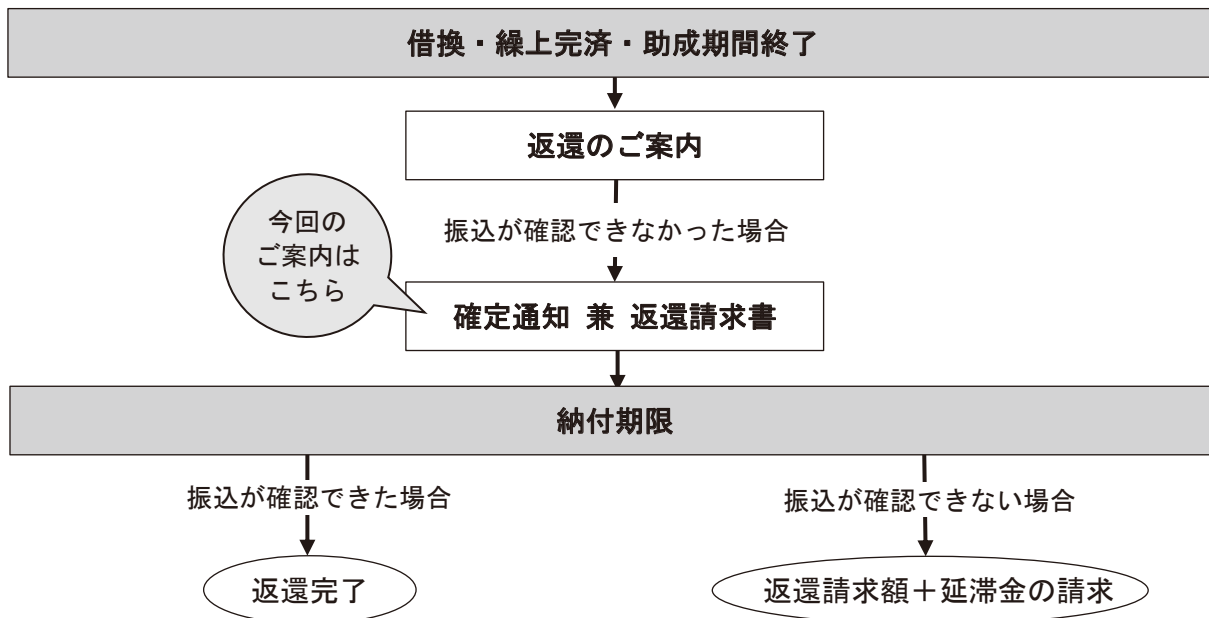 借換・繰上完済・助成期間終了
返還のご案内
振込が確認できなかった場合
今回の
ご案内は
こちら
確定通知 兼 返還請求書
納付期限
振込が確認できた場合
振込が確認できない場合
返還完了
返還請求額＋延滞金の請求